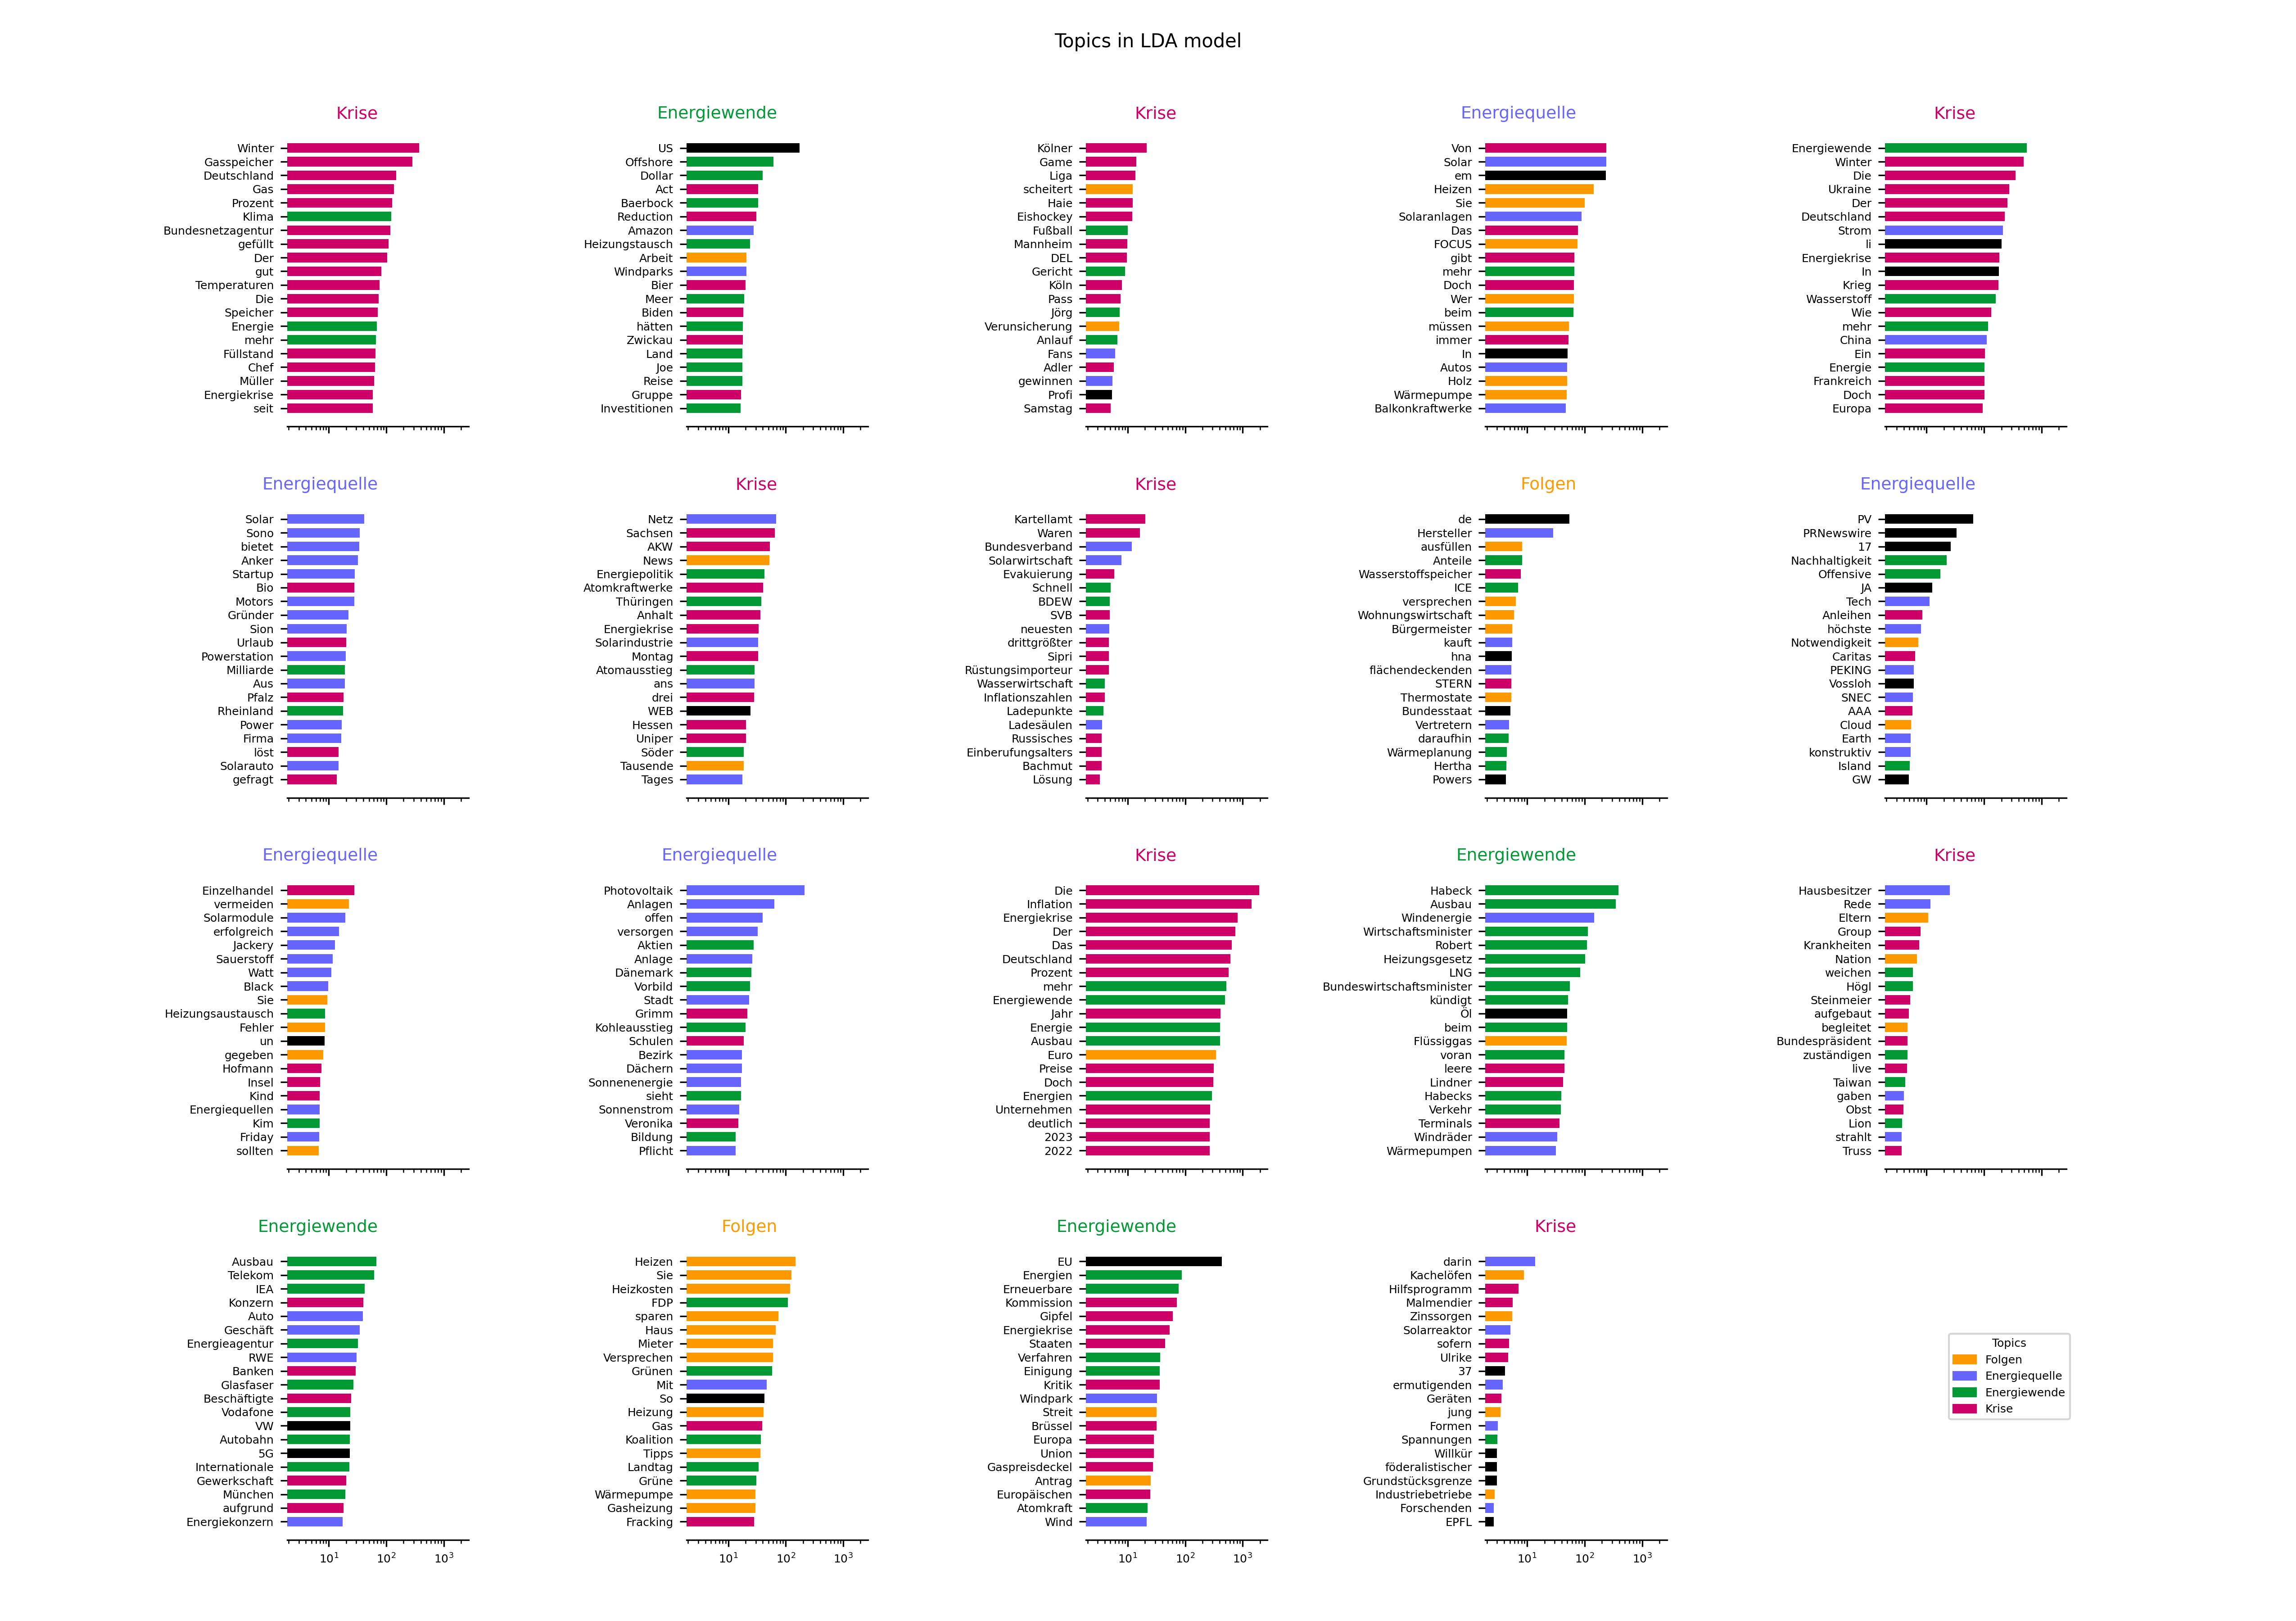 Topics in LDA model
Krise
Winter
Gasspeicher
Deutschland
Gas
Prozent
Klima
Bundesnetzagentur
gefüllt
Der
gut
Temperaturen
Die
Speicher
Energie
mehr
Füllstand
Chef
Müller
Energiekrise
seit
Energiewende
US
Offshore
Dollar
Act
Baerbock
Reduction
Amazon
Heizungstausch
Arbeit
Windparks
Bier
Meer
Biden
hätten
Zwickau
Land
Joe
Reise
Gruppe
Investitionen
Krise
Kölner
Game
Liga
scheitert
Haie
Eishockey
Fußball
Mannheim
DEL
Gericht
Köln
Pass
Jörg
Verunsicherung
Anlauf
Fans
Adler
gewinnen
Profi
Samstag
Energiequelle
Von
Solar
em
Heizen
Sie
Solaranlagen
Das
FOCUS
gibt
mehr
Doch
Wer
beim
müssen
immer
In
Autos
Holz
Wärmepumpe
Balkonkraftwerke
Krise
Energiewende
Winter
Die
Ukraine
Der
Deutschland
Strom
li
Energiekrise
In
Krieg
Wasserstoff
Wie
mehr
China
Ein
Energie
Frankreich
Doch
Europa
Energiequelle
Solar
Sono
bietet
Anker
Startup
Bio
Motors
Gründer
Sion
Urlaub
Powerstation
Milliarde
Aus
Pfalz
Rheinland
Power
Firma
löst
Solarauto
gefragt
Krise
Netz
Sachsen
AKW
News
Energiepolitik
Atomkraftwerke
Thüringen
Anhalt
Energiekrise
Solarindustrie
Montag
Atomausstieg
ans
drei
WEB
Hessen
Uniper
Söder
Tausende
Tages
Krise
Kartellamt
Waren
Bundesverband
Solarwirtschaft
Evakuierung
Schnell
BDEW
SVB
neuesten
drittgrößter
Sipri
Rüstungsimporteur
Wasserwirtschaft
Inflationszahlen
Ladepunkte
Ladesäulen
Russisches
Einberufungsalters
Bachmut
Lösung
Folgen
de
Hersteller
ausfüllen
Anteile
Wasserstoffspeicher
ICE
versprechen
Wohnungswirtschaft
Bürgermeister
kauft
hna
flächendeckenden
STERN
Thermostate
Bundesstaat
Vertretern
daraufhin
Wärmeplanung
Hertha
Powers
Energiequelle
PV
PRNewswire
17
Nachhaltigkeit
Offensive
JA
Tech
Anleihen
höchste
Notwendigkeit
Caritas
PEKING
Vossloh
SNEC
AAA
Cloud
Earth
konstruktiv
Island
GW
Energiequelle
Einzelhandel
vermeiden
Solarmodule
erfolgreich
Jackery
Sauerstoff
Watt
Black
Sie
Heizungsaustausch
Fehler
un
gegeben
Hofmann
Insel
Kind
Energiequellen
Kim
Friday
sollten
Energiequelle
Photovoltaik
Anlagen
offen
versorgen
Aktien
Anlage
Dänemark
Vorbild
Stadt
Grimm
Kohleausstieg
Schulen
Bezirk
Dächern
Sonnenenergie
sieht
Sonnenstrom
Veronika
Bildung
Pflicht
Krise
Die
Inflation
Energiekrise
Der
Das
Deutschland
Prozent
mehr
Energiewende
Jahr
Energie
Ausbau
Euro
Preise
Doch
Energien
Unternehmen
deutlich
2023
2022
Energiewende
Habeck
Ausbau
Windenergie
Wirtschaftsminister
Robert
Heizungsgesetz
LNG
Bundeswirtschaftsminister
kündigt
Öl
beim
Flüssiggas
voran
leere
Lindner
Habecks
Verkehr
Terminals
Windräder
Wärmepumpen
Krise
Hausbesitzer
Rede
Eltern
Group
Krankheiten
Nation
weichen
Högl
Steinmeier
aufgebaut
begleitet
Bundespräsident
zuständigen
live
Taiwan
gaben
Obst
Lion
strahlt
Truss
Energiewende
Ausbau
Telekom
IEA
Konzern
Auto
Geschäft
Energieagentur
RWE
Banken
Glasfaser
Beschäftigte
Vodafone
VW
Autobahn
5G
Internationale
Gewerkschaft
München
aufgrund
Energiekonzern
10¹ 10² 10³
Folgen
Heizen
Sie
Heizkosten
FDP
sparen
Haus
Mieter
Versprechen
Grünen
Mit
So
Heizung
Gas
Koalition
Tipps
Landtag
Grüne
Wärmepumpe
Gasheizung
Fracking
10¹ 10² 10³
Energiewende
EU
Energien
Erneuerbare
Kommission
Gipfel
Energiekrise
Staaten
Verfahren
Einigung
Kritik
Windpark
Streit
Brüssel
Europa
Union
Gaspreisdeckel
Antrag
Europäischen
Atomkraft
Wind
10¹ 10² 10³
Krise
darin
Kachelöfen
Hilfsprogramm
Malmendier
Zinssorgen
Solarreaktor
sofern
Ulrike
37
ermutigenden
Geräten
jung
Formen
Spannungen
Willkür
föderalistischer
Grundstücksgrenze
Industriebetriebe
Forschenden
EPFL
10¹ 10² 10³
Topics
Folgen
Energiequelle
Energiewende
Krise